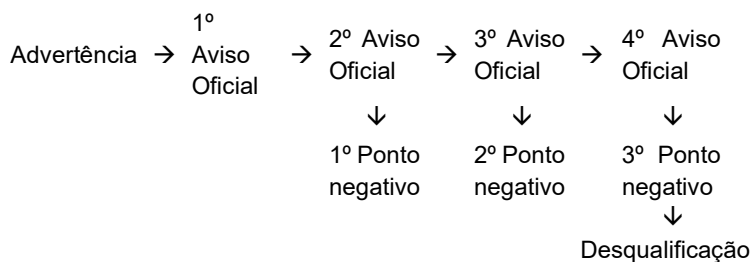 Advertência → 1º Aviso Oficial → 2º Aviso Oficial → 3º Aviso Oficial → 4º Aviso Oficial
↓ ↓ ↓
1º Ponto negativo 2º Ponto negativo 3º Ponto negativo
↓
Desqualificação